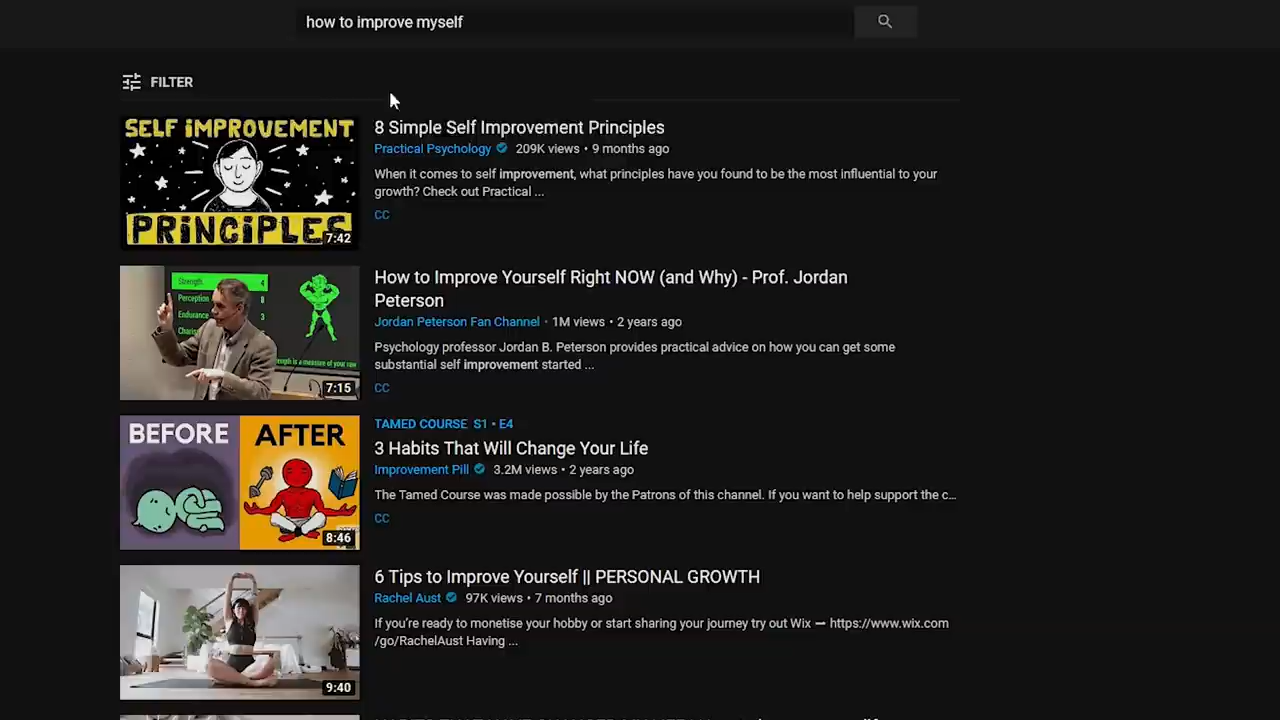 how to improve myself
FILTER
SELF iMPROVEMENT
PRiNCiPLES
7:42
8 Simple Self Improvement Principles
Practical Psychology 209K views • 9 months ago
When it comes to self improvement, what principles have you found to be the most influential to your
growth? Check out Practical ...
CC
Strength 4
Perception 8
Endurance 3
7:15
How to Improve Yourself Right NOW (and Why) - Prof. Jordan
Peterson
Jordan Peterson Fan Channel • 1M views • 2 years ago
Psychology professor Jordan B. Peterson provides practical advice on how you can get some
substantial self improvement started ...
CC
BEFORE AFTER
8:46
TAMED COURSE S1 • E4
3 Habits That Will Change Your Life
Improvement Pill 3.2M views • 2 years ago
The Tamed Course was made possible by the Patrons of this channel. If you want to help support the c...
CC
9:40
6 Tips to Improve Yourself || PERSONAL GROWTH
Rachel Aust 97K views • 7 months ago
If you're ready to monetise your hobby or start sharing your journey try out Wix — https://www.wix.com
/go/RachelAust Having ...